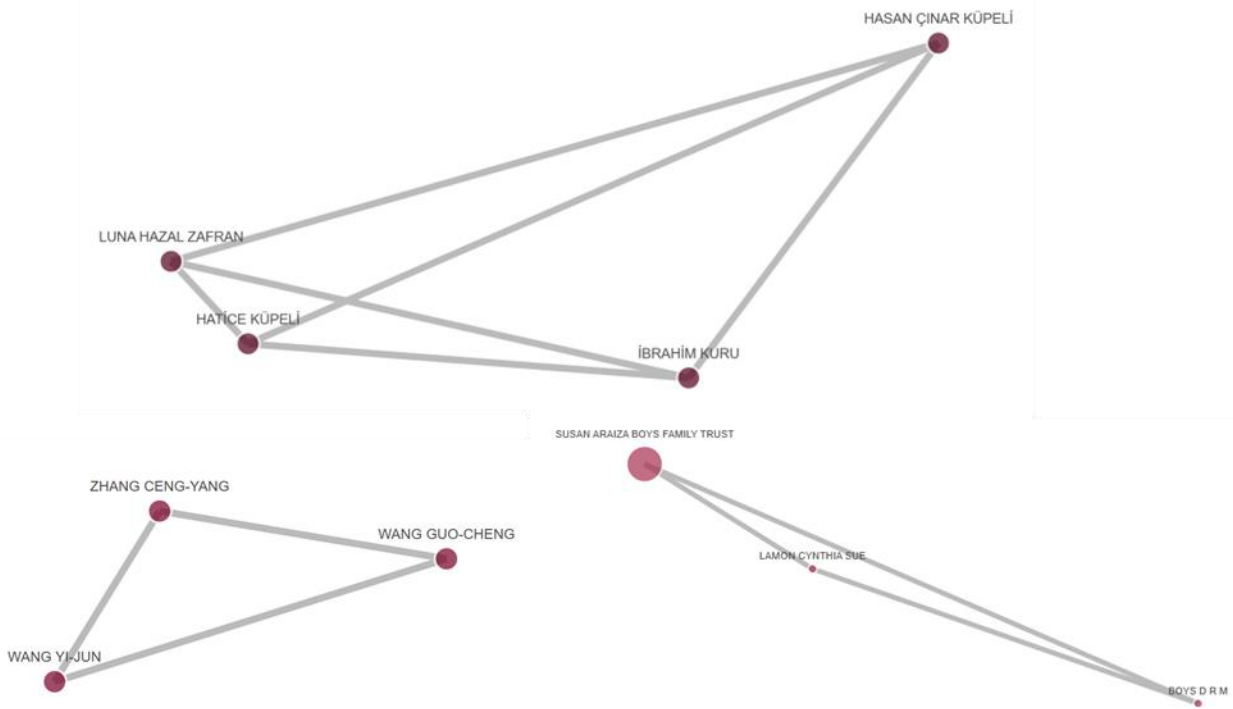 HASAN ÇINAR KÜPELİ
LUNA HAZAL ZAFRAN
HATİCE KÜPELİ
İBRAHİM KURU
SUSAN ARAIZA BOYS FAMILY TRUST
ZHANG CENG-YANG
WANG GUO-CHENG
LAMON CYNTHIA SUE
WANG YI-JUN
BOYS D R M